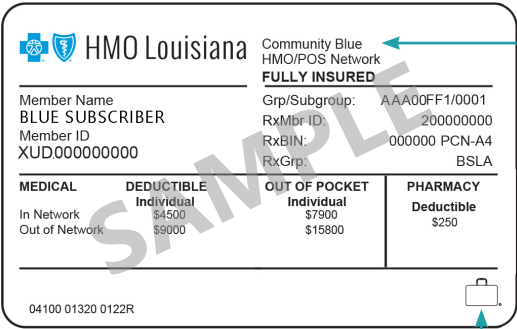 HMO Louisiana
Community Blue
HMO/POS Network
FULLY INSURED
Member Name
BLUE SUBSCRIBER
Member ID
XUD.000000000
Grp/Subgroup: AAA00FF1/0001
RxMbr ID: 200000000
RxBIN: 000000 PCN-A4
RxGrp: BSLA
SAMPLE
MEDICAL DEDUCTIBLE OUT OF POCKET PHARMACY
Individual Individual Deductible
In Network $4500 $7900 $250
Out of Network $9000 $15800
04100 01320 0122R